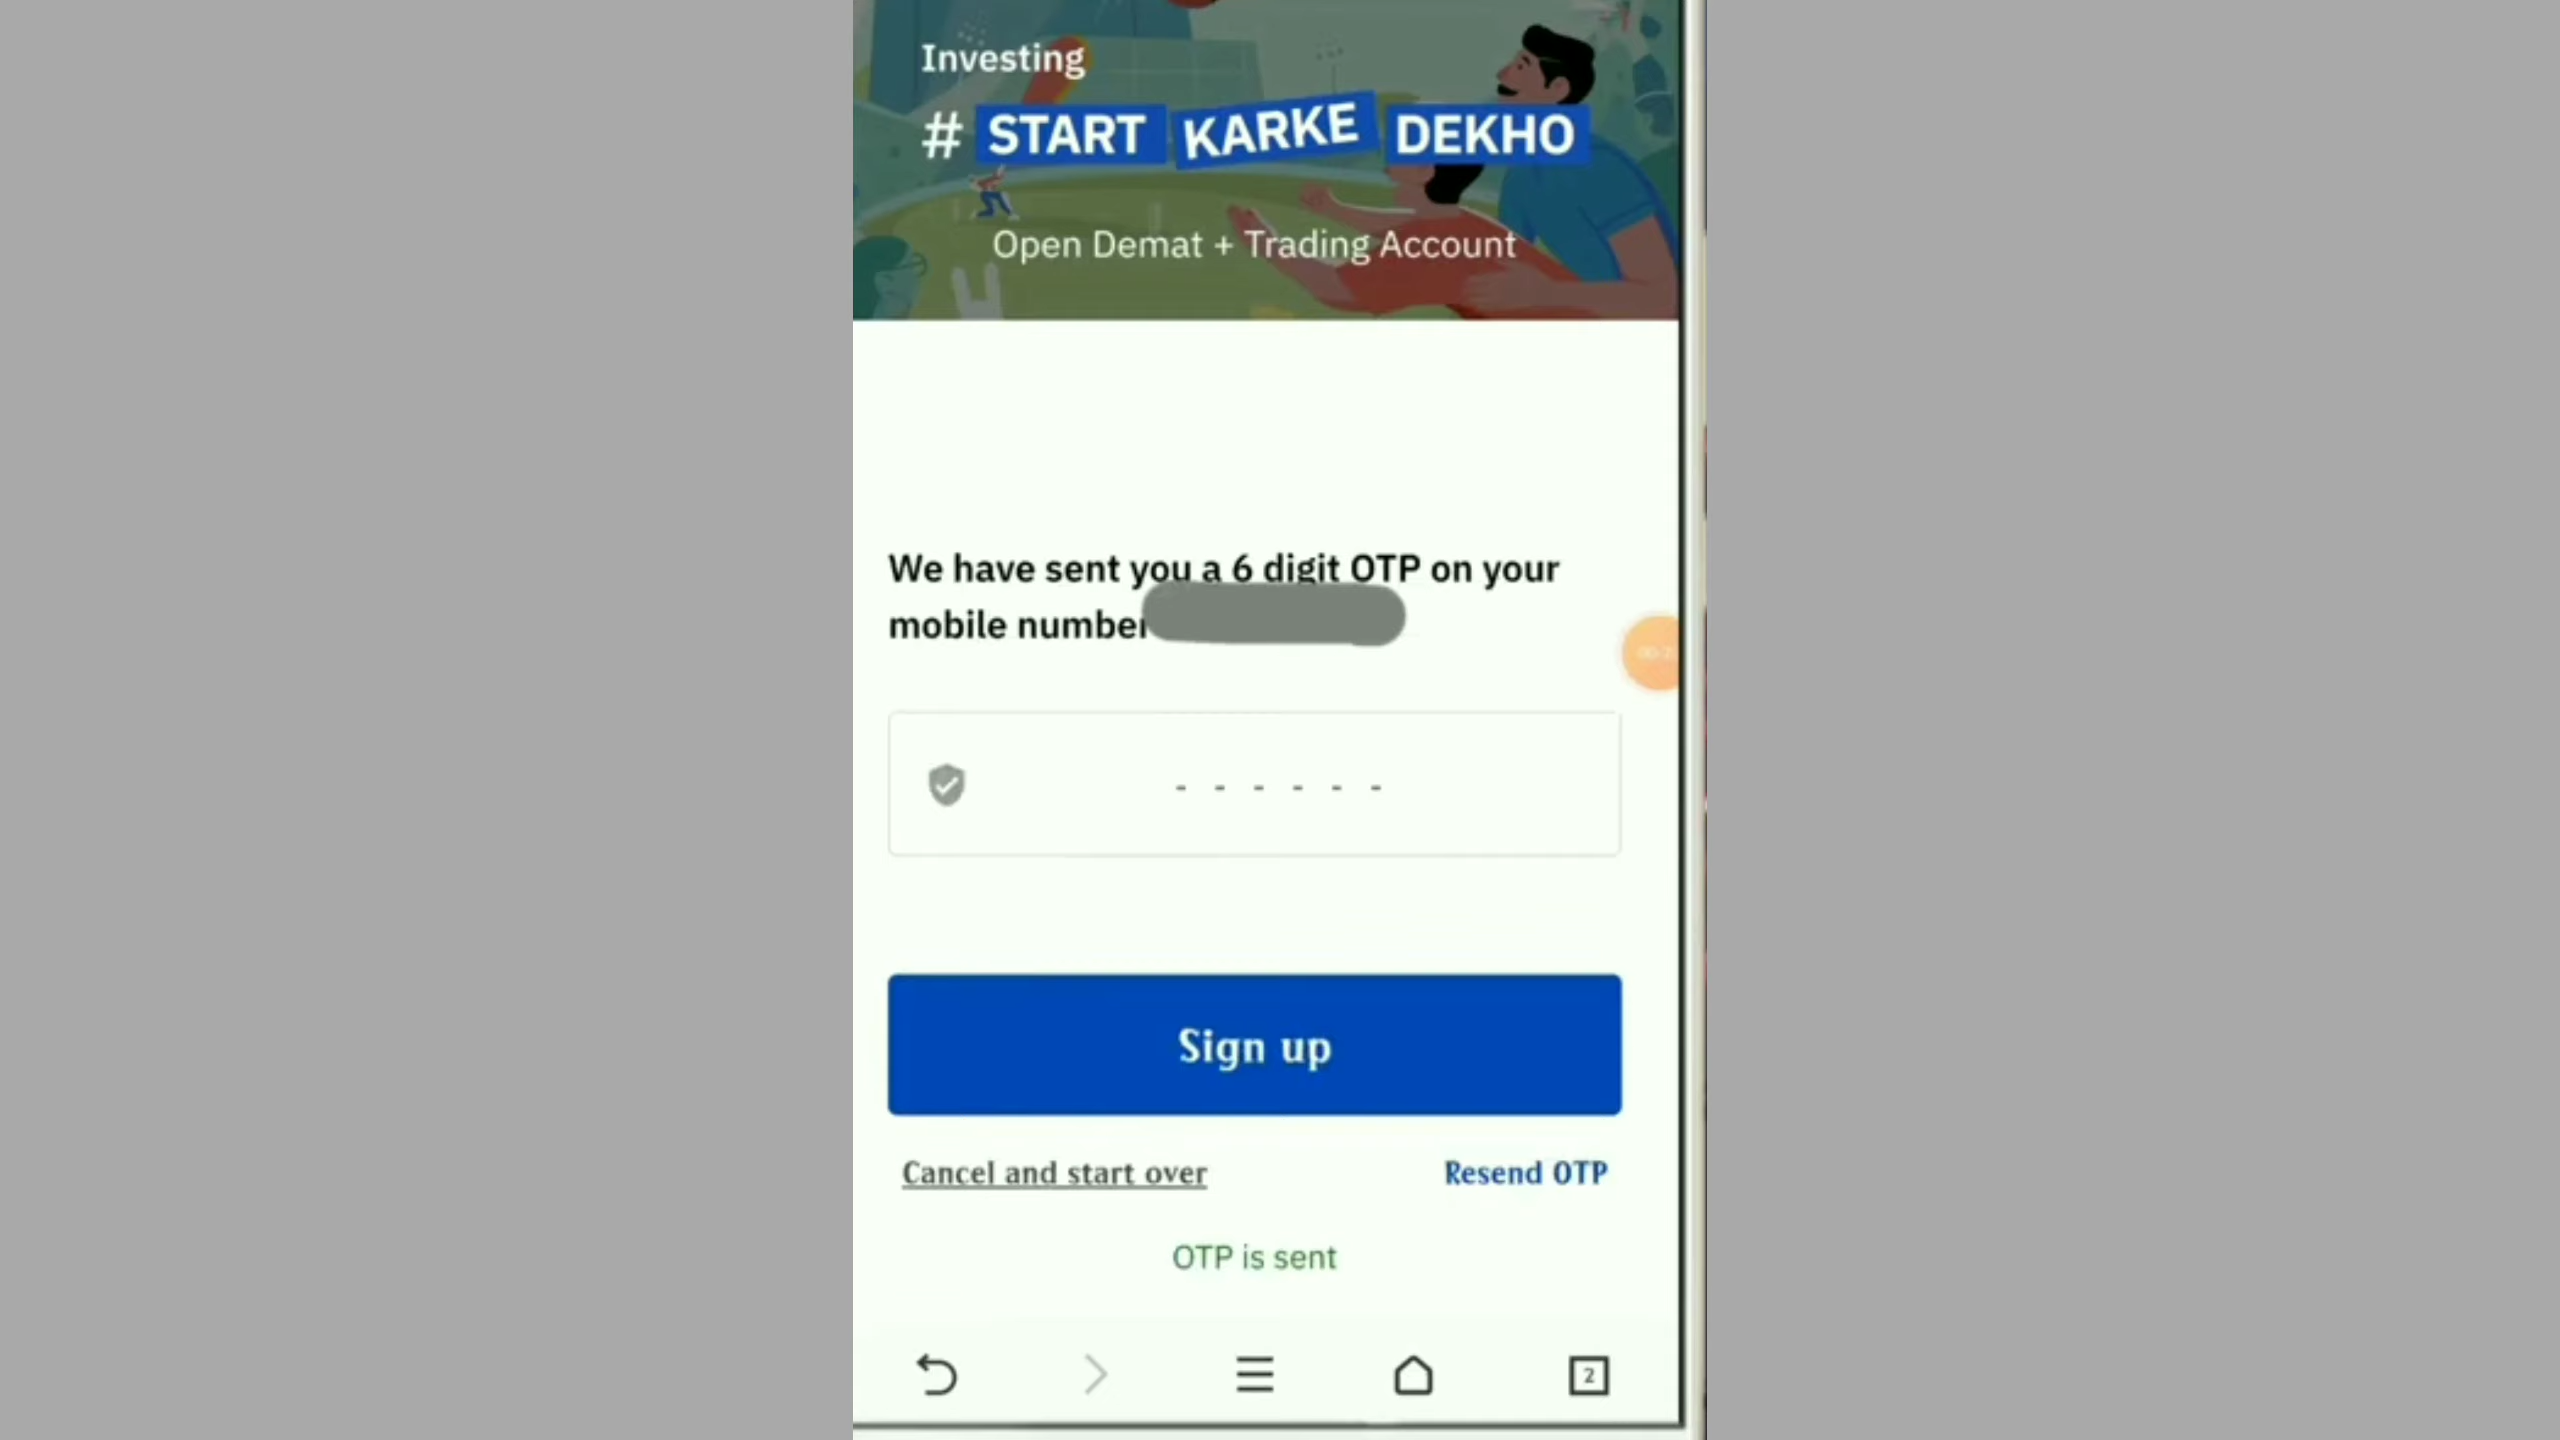 Investing
# START KARKE DEKHO
Open Demat + Trading Account
We have sent you a 6 digit OTP on your
mobile number
- - - - - -
Sign up
Cancel and start over
Resend OTP
OTP is sent
2